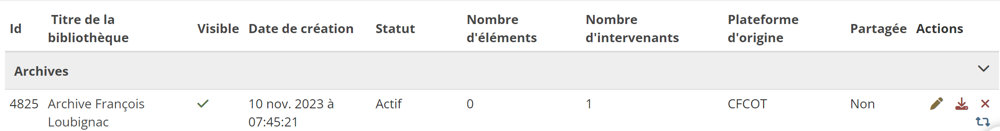 Id Titre de la bibliothèque Visible Date de création Statut Nombre d'éléments Nombre d'intervenants Plateforme d'origine Partagée Actions
Archives
4825 Archive François Loubignac 10 nov. 2023 à 07:45:21 Actif 0 1 CFCOT Non